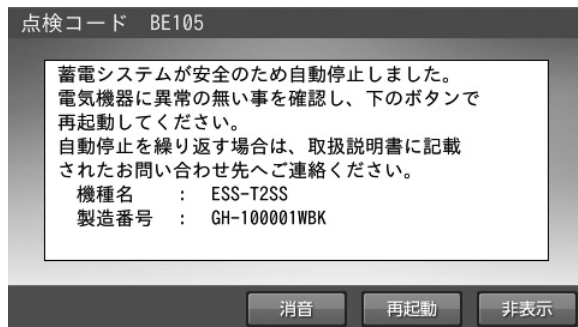 点検コード BE105
蓄電システムが安全のため自動停止しました。
電気機器に異常の無い事を確認し、下のボタンで
再起動してください。
自動停止を繰り返す場合は、取扱説明書に記載
されたお問い合わせ先へご連絡ください。
機種名 : ESS-T2SS
製造番号 : GH-100001WBK
消音 再起動 非表示